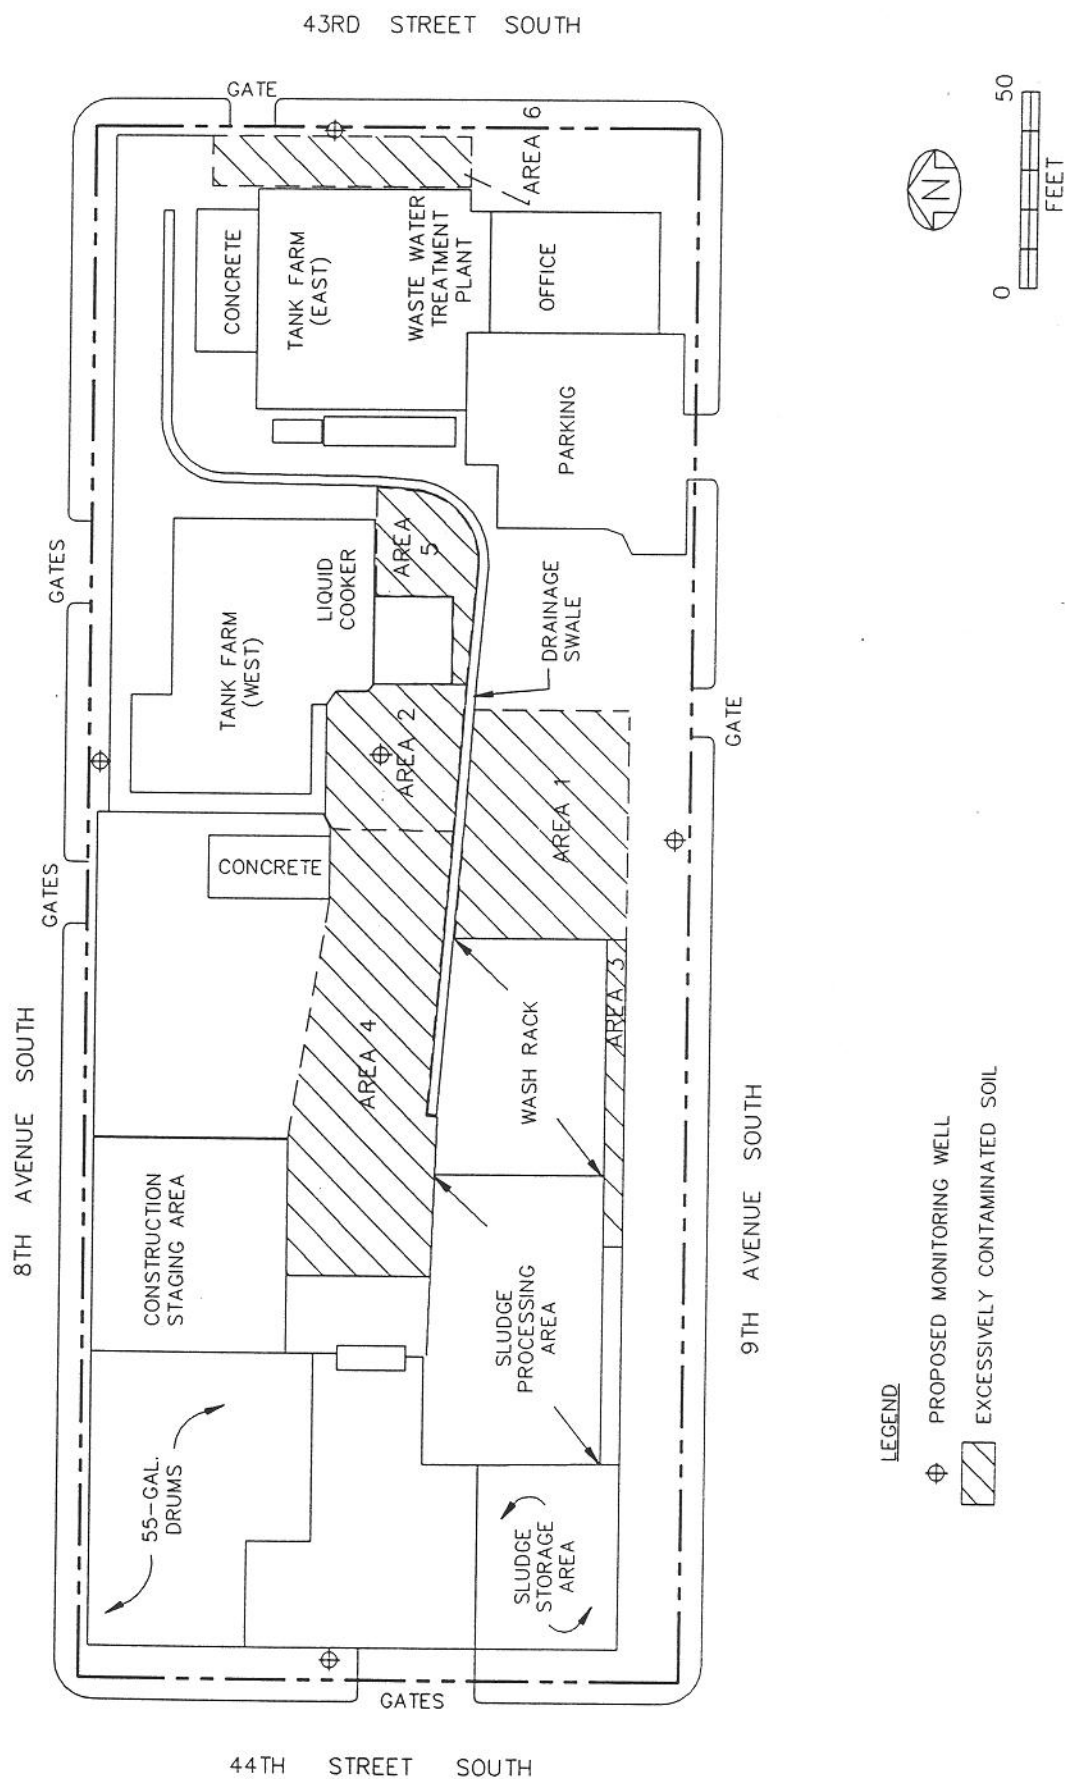 43RD STREET SOUTH
GATE
AREA 6
CONCRETE
TANK FARM
(EAST)
WASTE WATER
TREATMENT
PLANT
OFFICE
PARKING
N
0
50
FEET
GATES
TANK FARM
(WEST)
LIQUID
COOKER
AREA
5
DRAINAGE
SWALE
AREA 2
AREA 1
GATE
GATES
CONCRETE
AREA 4
WASH RACK
AREA 3
8TH AVENUE SOUTH
9TH AVENUE SOUTH
CONSTRUCTION
STAGING AREA
SLUDGE
PROCESSING
AREA
55-GAL.
DRUMS
SLUDGE
STORAGE
AREA
GATES
44TH STREET SOUTH
LEGEND
PROPOSED MONITORING WELL
EXCESSIVELY CONTAMINATED SOIL